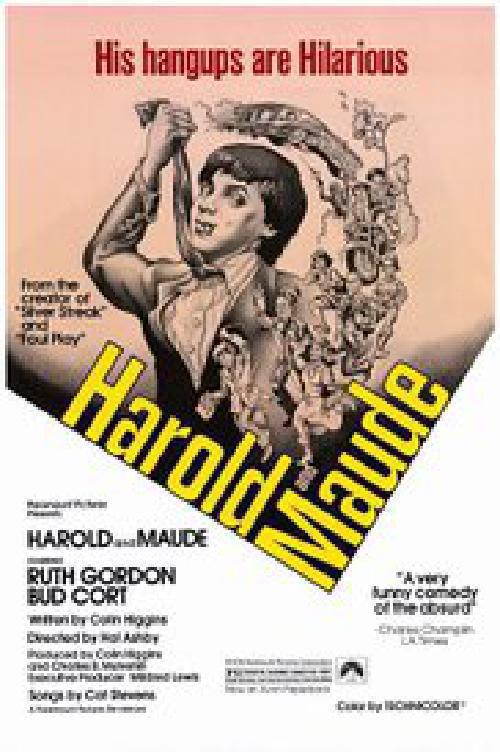 His hangups are Hilarious
From the
creator of
"Silver Streak"
and
"Foul Play"
Harold
Maude
Paramount Pictures
Presents
HAROLD and MAUDE
RUTH GORDON
BUD CORT
Written by Colin Higgins
Directed by Hal Ashby
Produced by Colin Higgins
and Charles B. Mulvehill
Executive Producer Mildred Lewis
Songs by Cat Stevens
A Paramount Picture
"A very
funny comedy
of the absurd"
-Charles Champlin,
L.A. Times
Color by TECHNICOLOR®